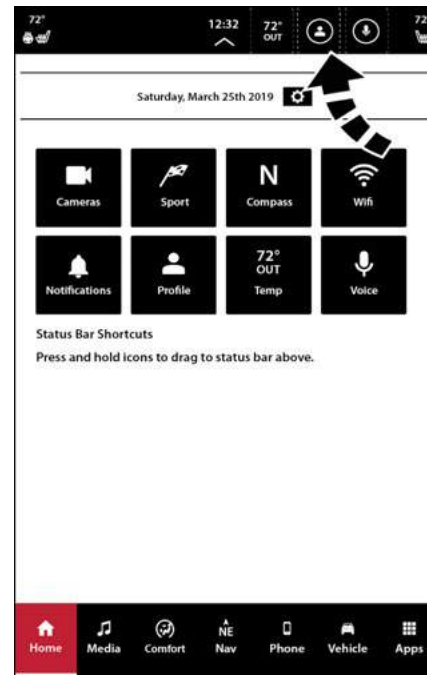 72° 12:32 72° OUT 72
Saturday, March 25th 2019
Cameras Sport N Compass Wifi
Notifications Profile 72° OUT Temp Voice
Status Bar Shortcuts
Press and hold icons to drag to status bar above.
Home Media Comfort NE Nav Phone Vehicle Apps